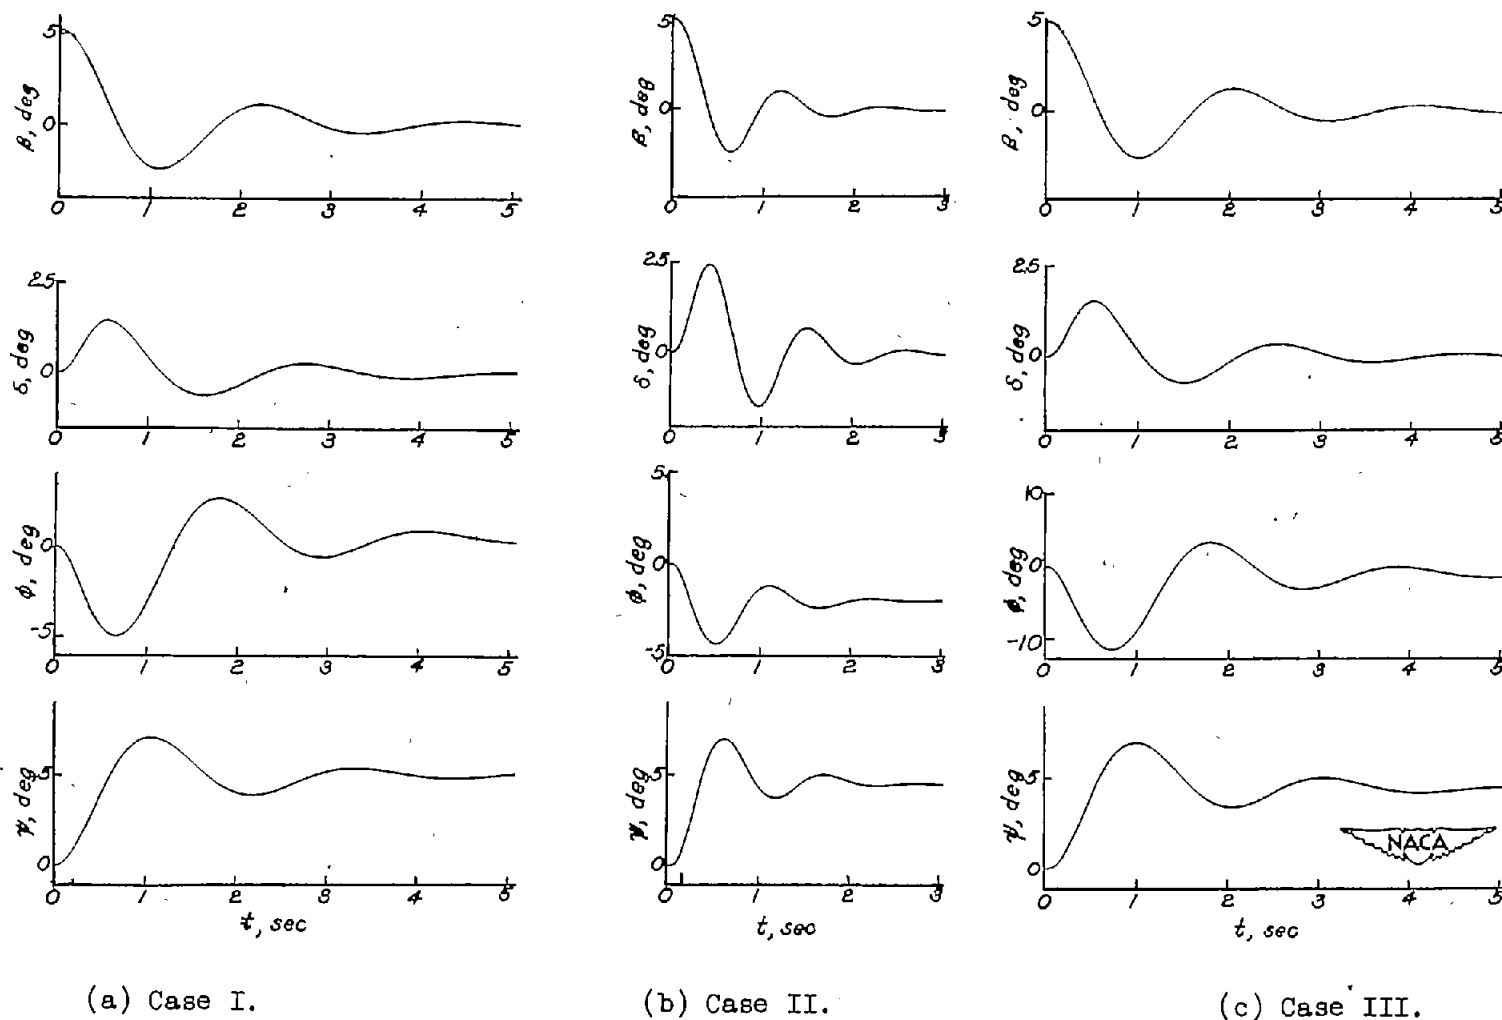 5
β, deg
0
0 1 2 3 4 5
25
δ, deg
0
0 1 2 3 4 5
0
φ, deg
-5
0 1 2 3 4 5
5
ψ, deg
0
0 1 2 3 4 5
t, sec
(a) Case I.
5
β, deg
0
0 1 2 3
25
δ, deg
0
0 1 2 3
5
φ, deg
0
-5
0 1 2 3
5
ψ, deg
0
0 1 2 3
t, sec
(b) Case II.
5
β, deg
0
0 1 2 3 4 5
2.5
δ, deg
0
0 1 2 3 4 5
10
φ, deg
0
-10
0 1 2 3 4 5
5
ψ, deg
0
NACA
0 1 2 3 4 5
t, sec
(c) Case III.